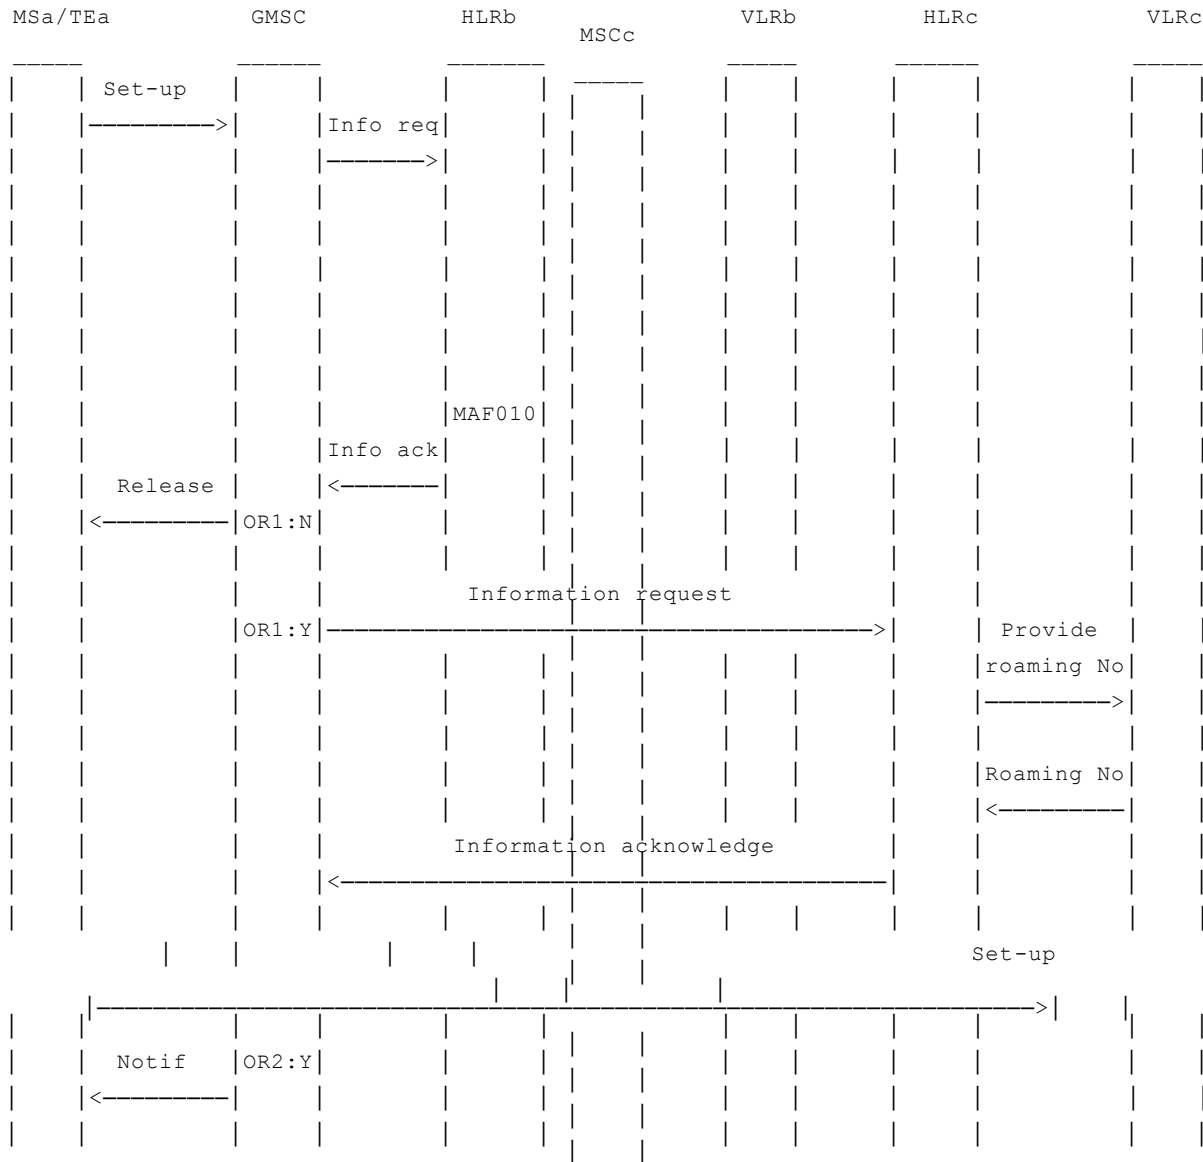 MSa/TEa GMSC HLRb VLRb HLRc VLRc
MSCc
Set-up
Info req
MAF010
Info ack
Release
OR1:N
Information request
OR1:Y Provide
roaming No
Roaming No
Information acknowledge
Set-up
Notif OR2:Y